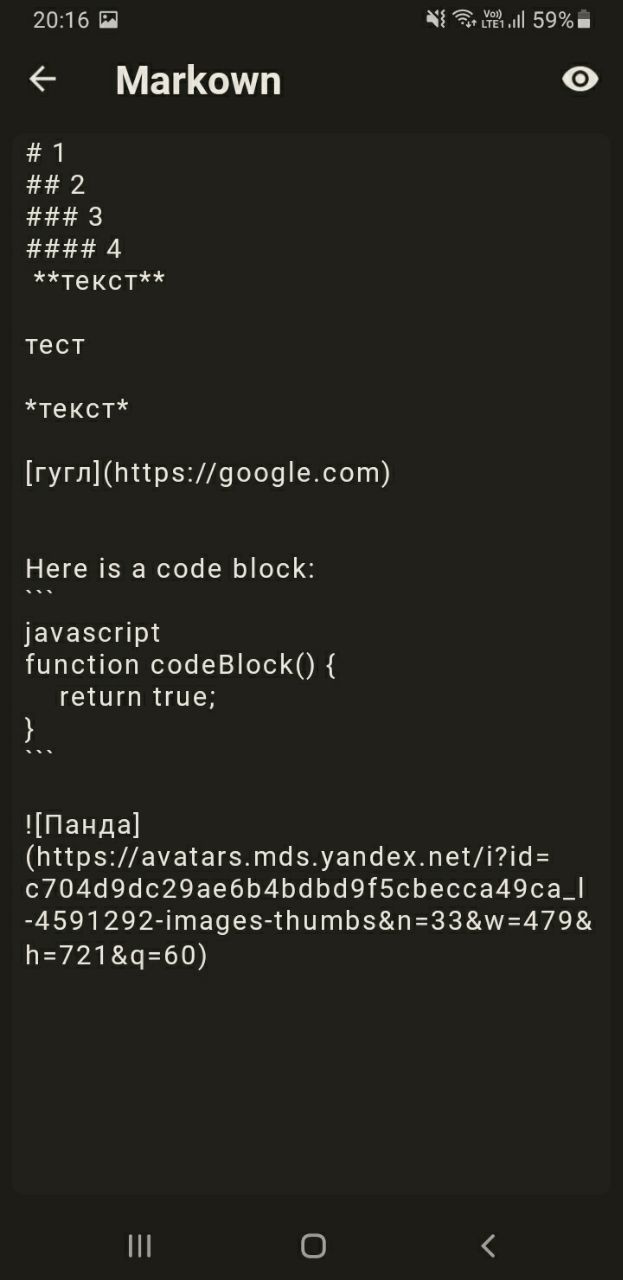 20:16
Vo)) LTE1 59%
Markown
# 1
## 2
### 3
#### 4
**текст**
тест
*текст*
[гугл](https://google.com)
Here is a code block:
```
javascript
function codeBlock() {
    return true;
}
```
![Панда]
(https://avatars.mds.yandex.net/i?id=
c704d9dc29ae6b4bdbd9f5cbecca49ca_l
-4591292-images-thumbs&n=33&w=479&
h=721&q=60)